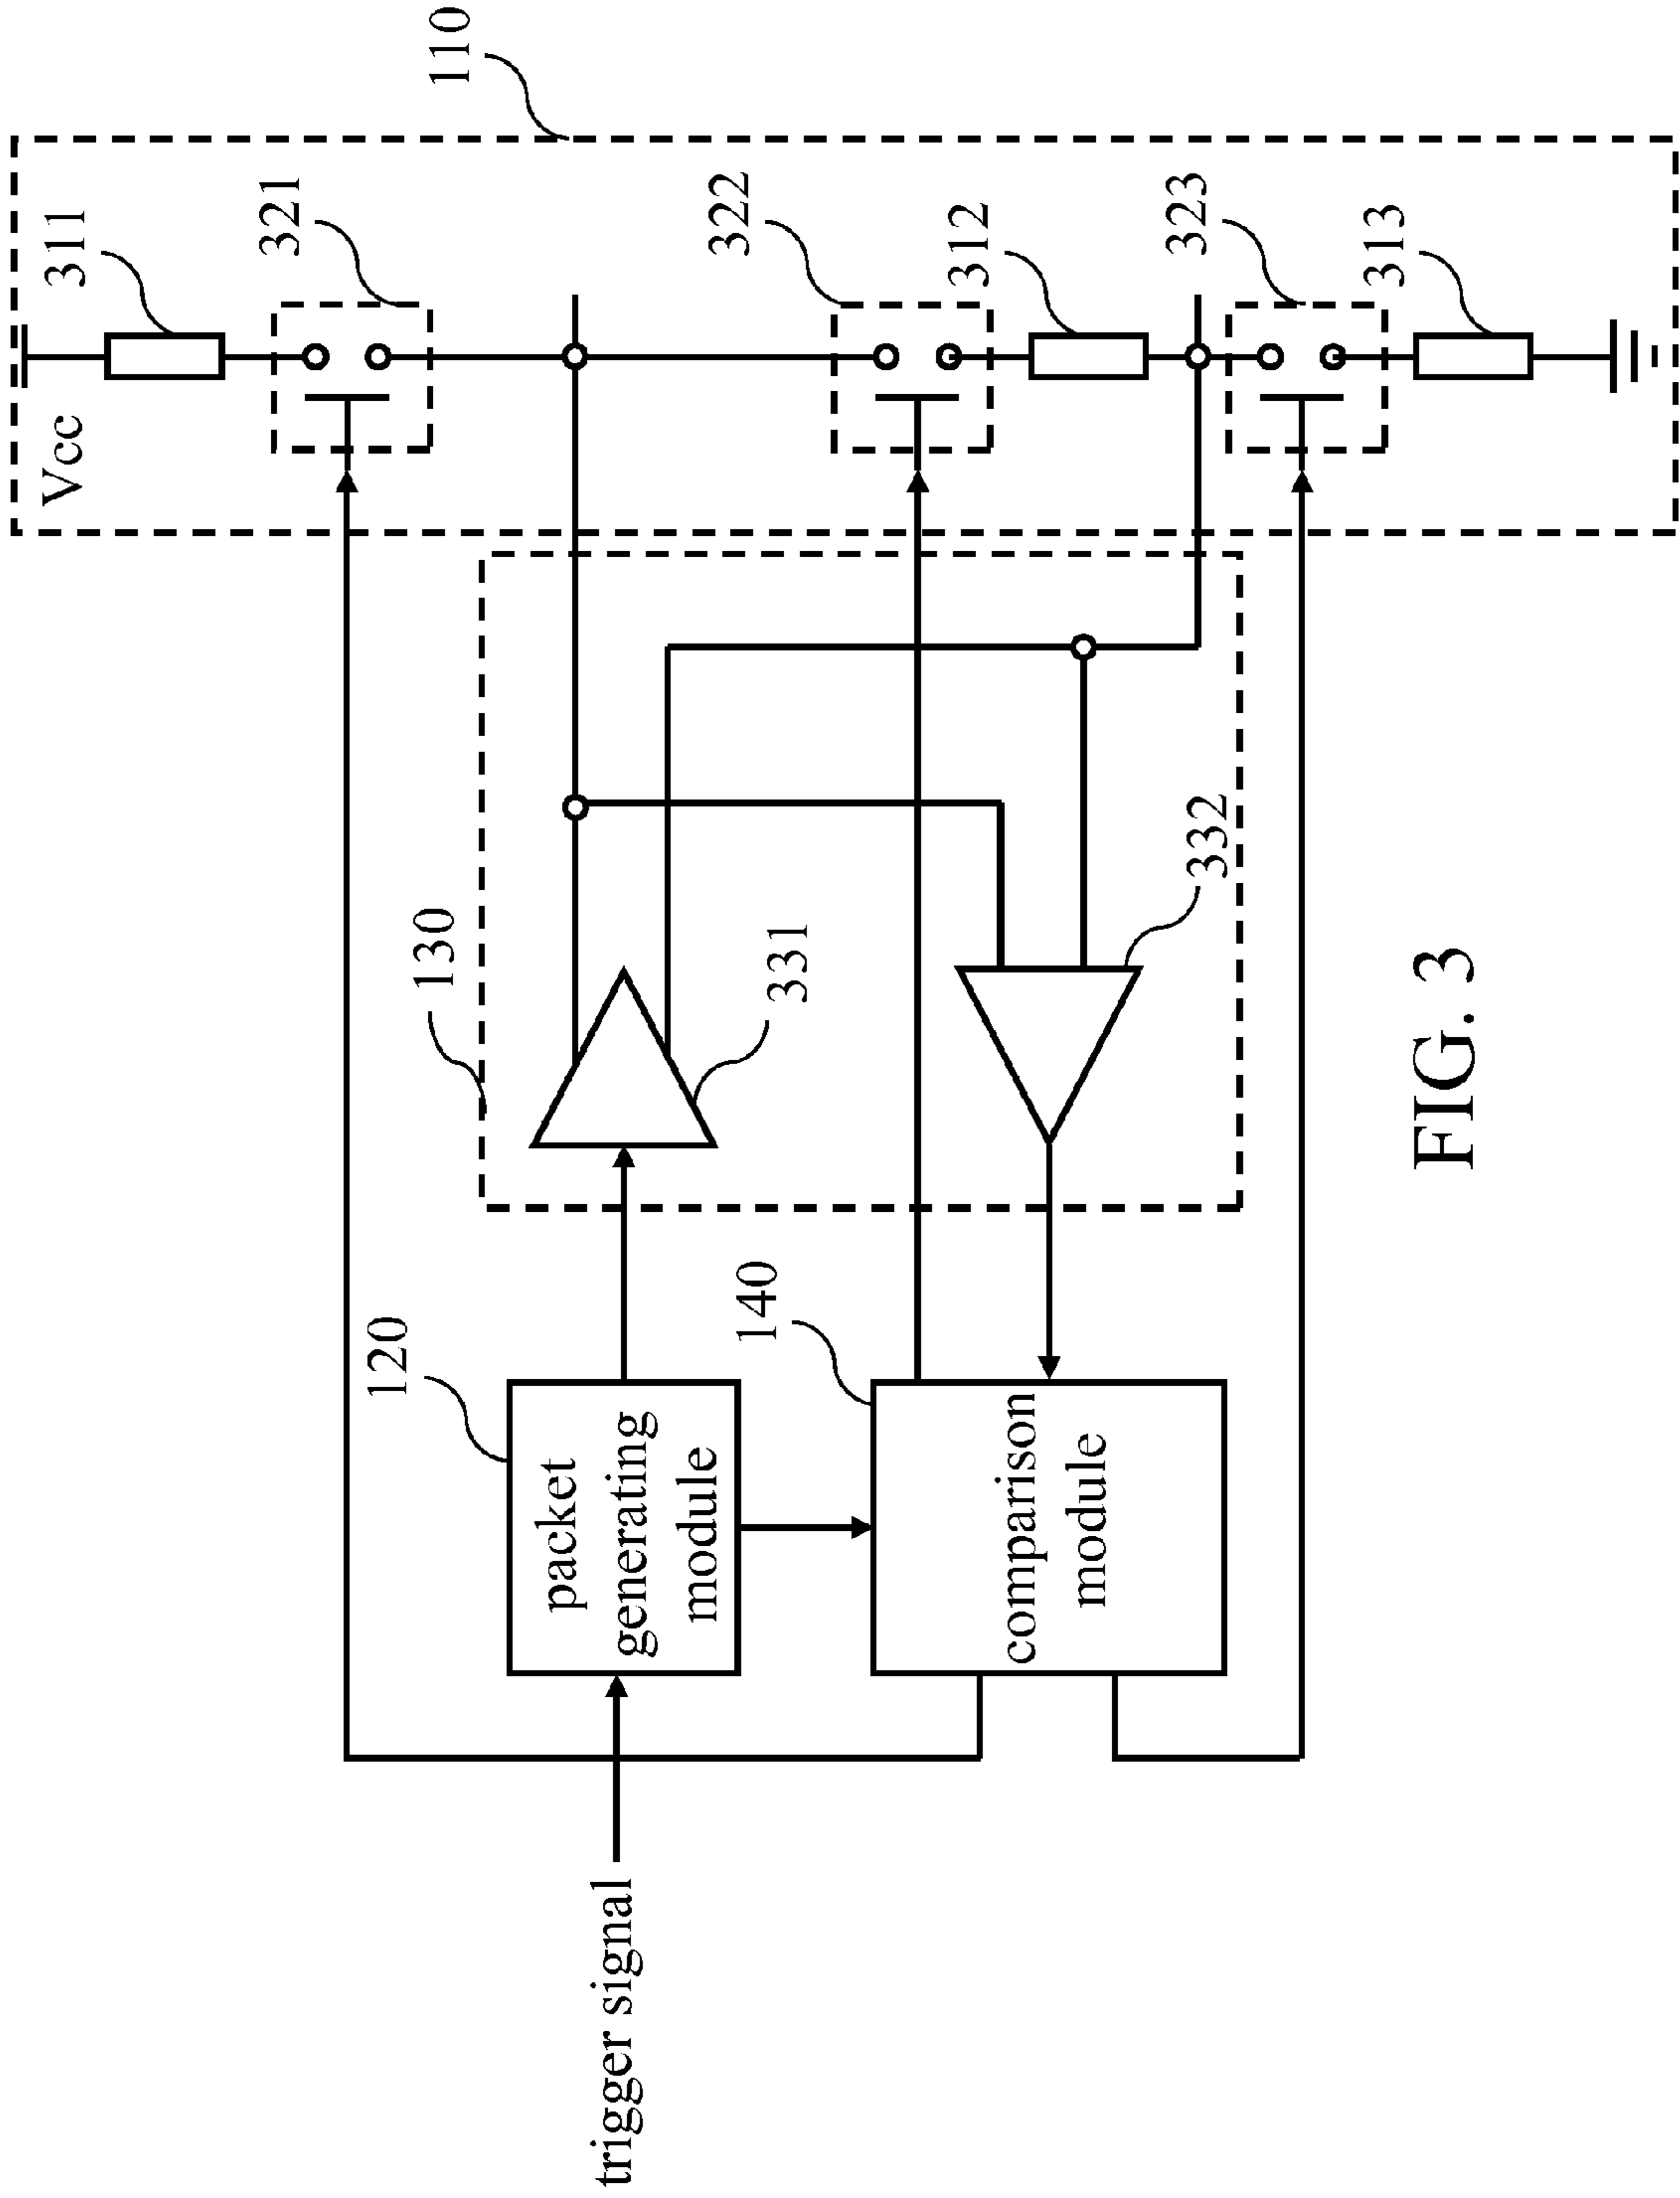 110
Vcc
311
321
322
312
323
313
130
331
332
120
packet
generating
module
140
comparison
module
trigger signal
FIG. 3